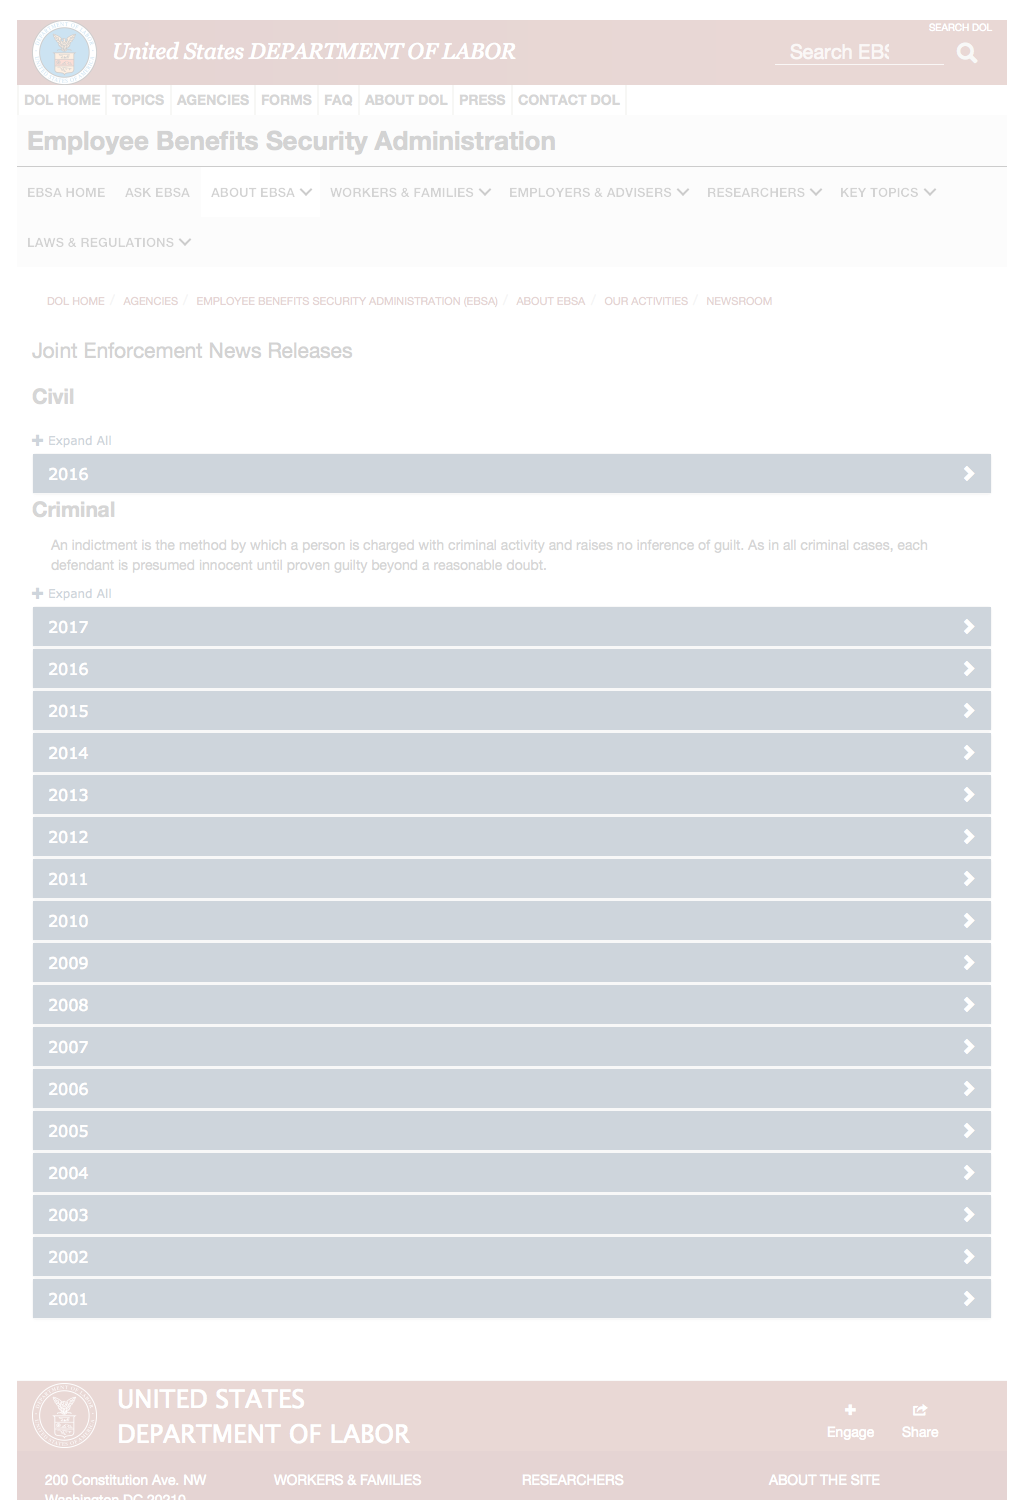 SEARCH DOL
United States DEPARTMENT OF LABOR
Search EBS
DOL HOME TOPICS AGENCIES FORMS FAQ ABOUT DOL PRESS CONTACT DOL
Employee Benefits Security Administration
EBSA HOME ASK EBSA ABOUT EBSA WORKERS & FAMILIES EMPLOYERS & ADVISERS RESEARCHERS KEY TOPICS
LAWS & REGULATIONS
DOL HOME / AGENCIES / EMPLOYEE BENEFITS SECURITY ADMINISTRATION (EBSA) / ABOUT EBSA / OUR ACTIVITIES / NEWSROOM
Joint Enforcement News Releases
Civil
Expand All
2016
Criminal
An indictment is the method by which a person is charged with criminal activity and raises no inference of guilt. As in all criminal cases, each
defendant is presumed innocent until proven guilty beyond a reasonable doubt.
Expand All
2017
2016
2015
2014
2013
2012
2011
2010
2009
2008
2007
2006
2005
2004
2003
2002
2001
UNITED STATES
DEPARTMENT OF LABOR
Engage Share
200 Constitution Ave. NW WORKERS & FAMILIES RESEARCHERS ABOUT THE SITE
Washington DC 20210